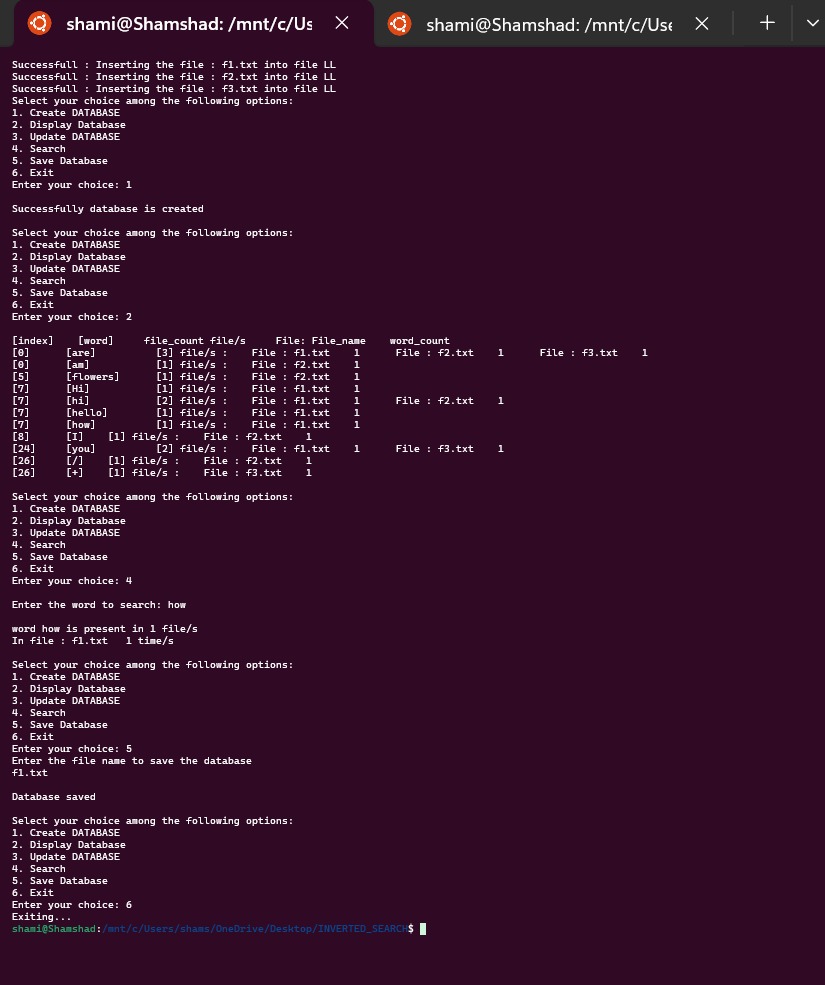 shami@Shamshad: /mnt/c/Us
shami@Shamshad: /mnt/c/Use
Successfull : Inserting the file : f1.txt into file LL
Successfull : Inserting the file : f2.txt into file LL
Successfull : Inserting the file : f3.txt into file LL
Select your choice among the following options:
1. Create DATABASE
2. Display Database
3. Update DATABASE
4. Search
5. Save Database
6. Exit
Enter your choice: 1
Successfully database is created
Select your choice among the following options:
1. Create DATABASE
2. Display Database
3. Update DATABASE
4. Search
5. Save Database
6. Exit
Enter your choice: 2
[index] [word] file_count file/s File: File_name word_count
[0] [are] [3] file/s : File : f1.txt 1 File : f2.txt 1 File : f3.txt 1
[0] [am] [1] file/s : File : f2.txt 1
[5] [flowers] [1] file/s : File : f2.txt 1
[7] [Hi] [1] file/s : File : f1.txt 1
[7] [hi] [2] file/s : File : f1.txt 1 File : f2.txt 1
[7] [hello] [1] file/s : File : f1.txt 1
[7] [how] [1] file/s : File : f1.txt 1
[8] [I] [1] file/s : File : f2.txt 1
[24] [you] [2] file/s : File : f1.txt 1 File : f3.txt 1
[26] [/] [1] file/s : File : f2.txt 1
[26] [+] [1] file/s : File : f3.txt 1
Select your choice among the following options:
1. Create DATABASE
2. Display Database
3. Update DATABASE
4. Search
5. Save Database
6. Exit
Enter your choice: 4
Enter the word to search: how
word how is present in 1 file/s
In file : f1.txt 1 time/s
Select your choice among the following options:
1. Create DATABASE
2. Display Database
3. Update DATABASE
4. Search
5. Save Database
6. Exit
Enter your choice: 5
Enter the file name to save the database
f1.txt
Database saved
Select your choice among the following options:
1. Create DATABASE
2. Display Database
3. Update DATABASE
4. Search
5. Save Database
6. Exit
Enter your choice: 6
Exiting...
shami@Shamshad:/mnt/c/Users/shams/OneDrive/Desktop/INVERTED_SEARCH$